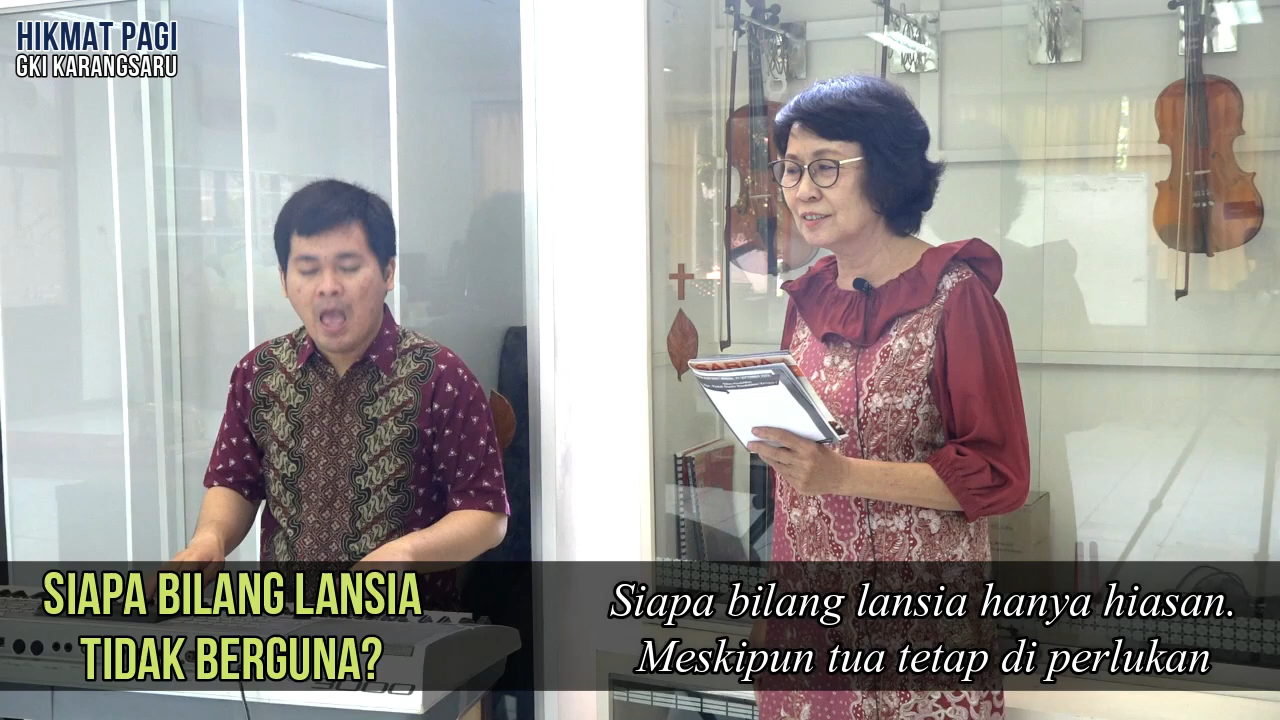 HIKMAT PAGI
GKI KARANGSARU
SIAPA BILANG LANSIA
TIDAK BERGUNA?
Siapa bilang lansia hanya hiasan.
Meskipun tua tetap di perlukan